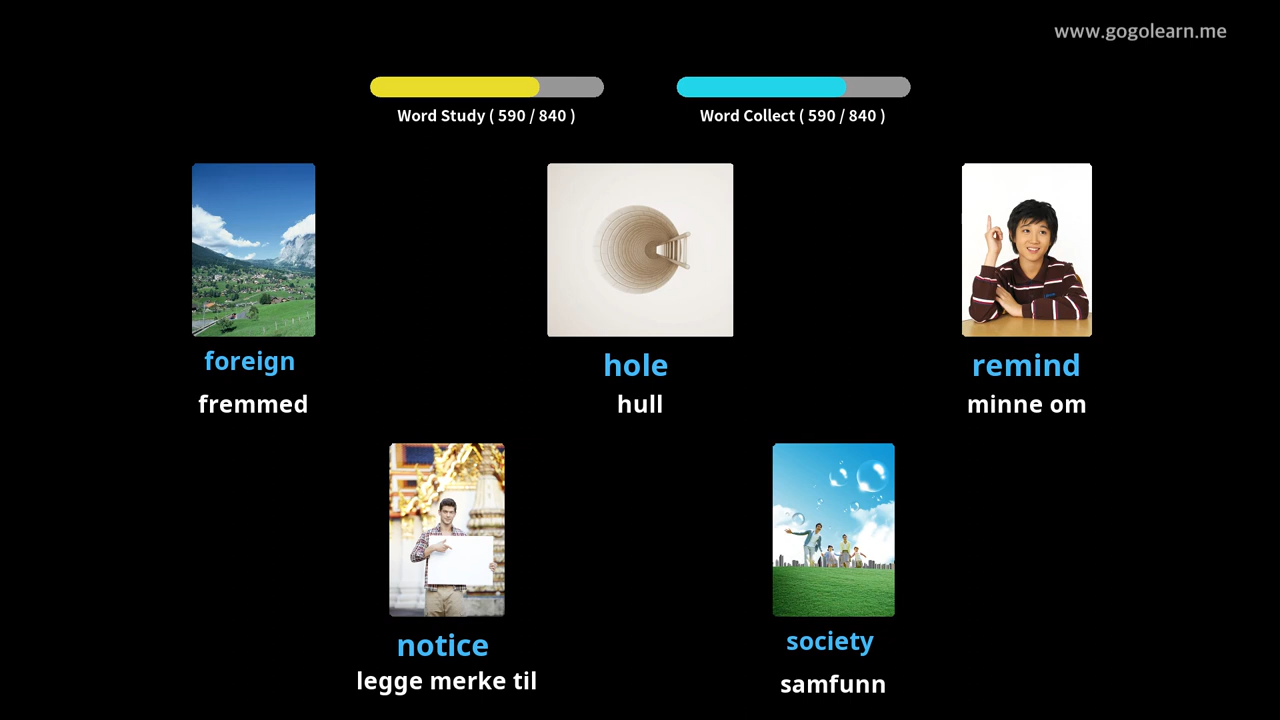 www.gogolearn.me
Word Study ( 590 / 840 )
Word Collect ( 590 / 840 )
foreign
fremmed
hole
hull
remind
minne om
notice
legge merke til
society
samfunn